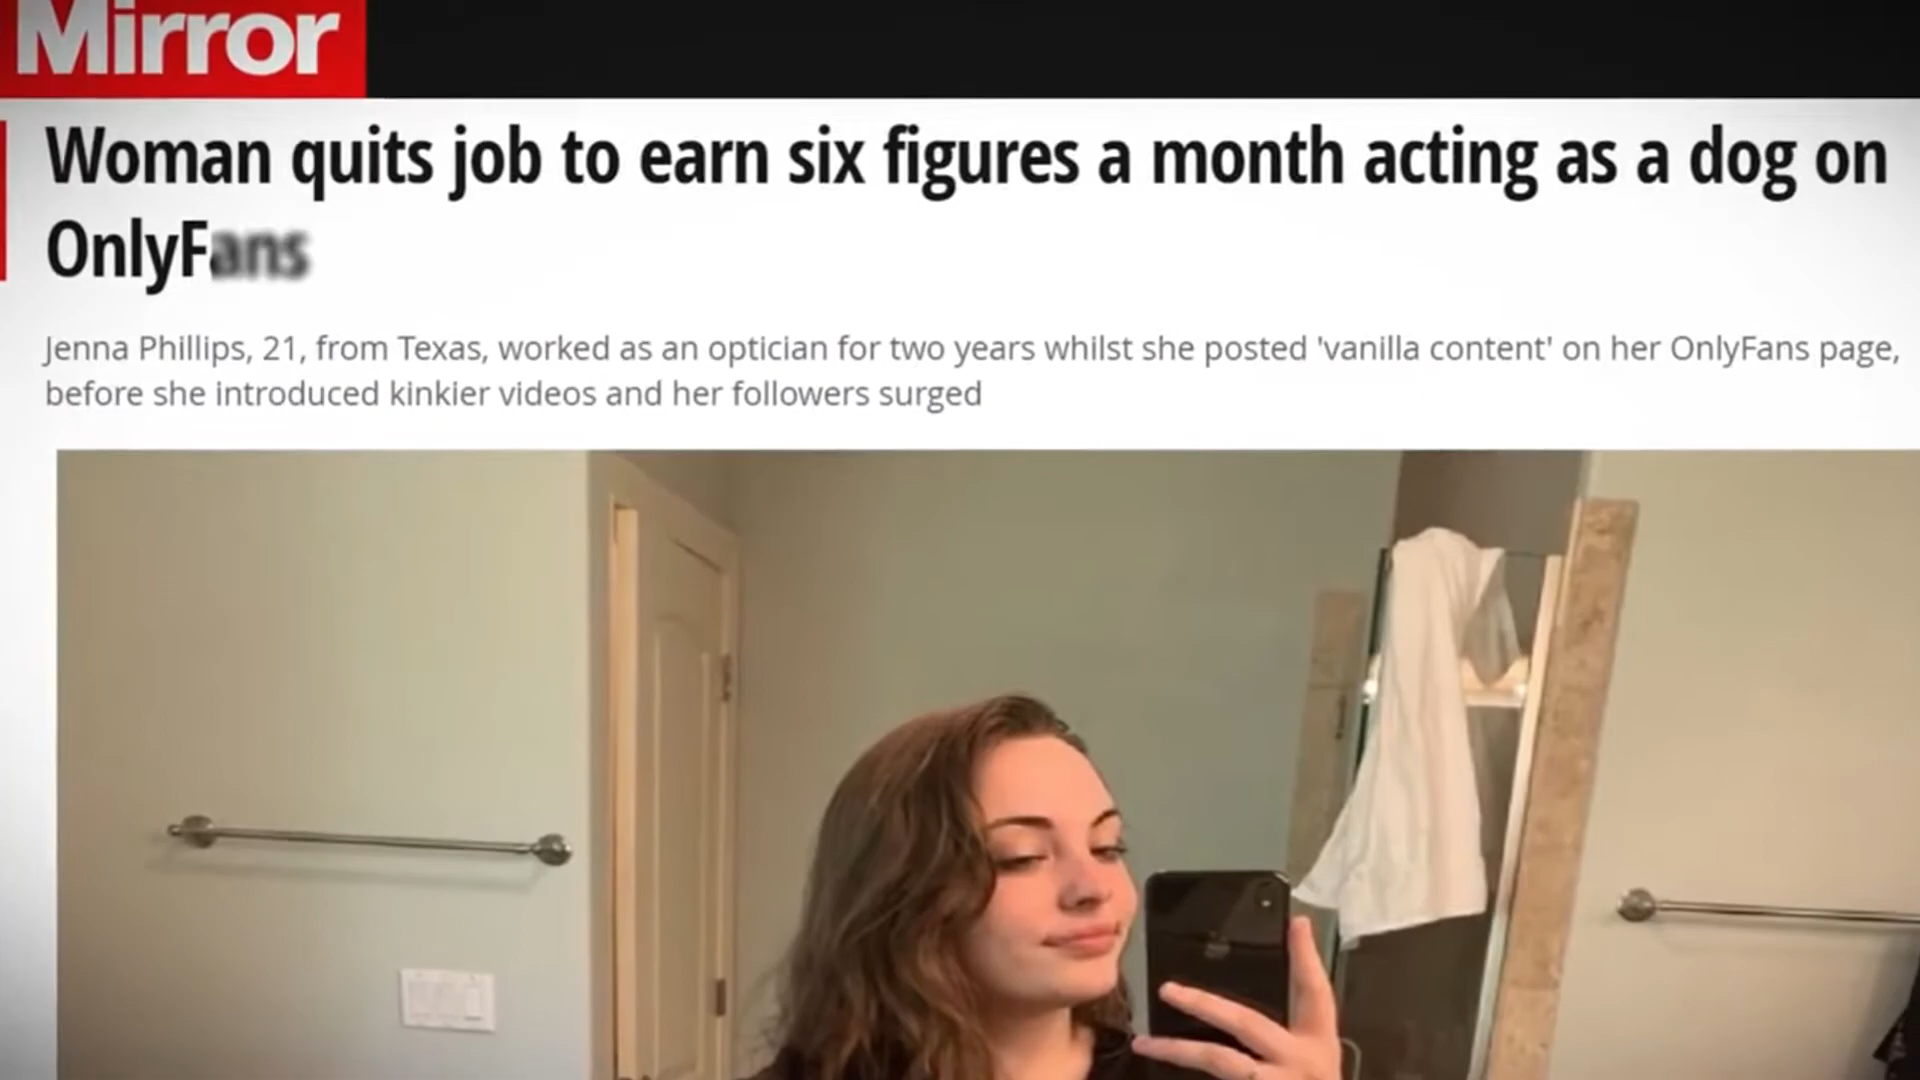 Mirror
Woman quits job to earn six figures a month acting as a dog on
OnlyFans
Jenna Phillips, 21, from Texas, worked as an optician for two years whilst she posted 'vanilla content' on her OnlyFans page,
before she introduced kinkier videos and her followers surged